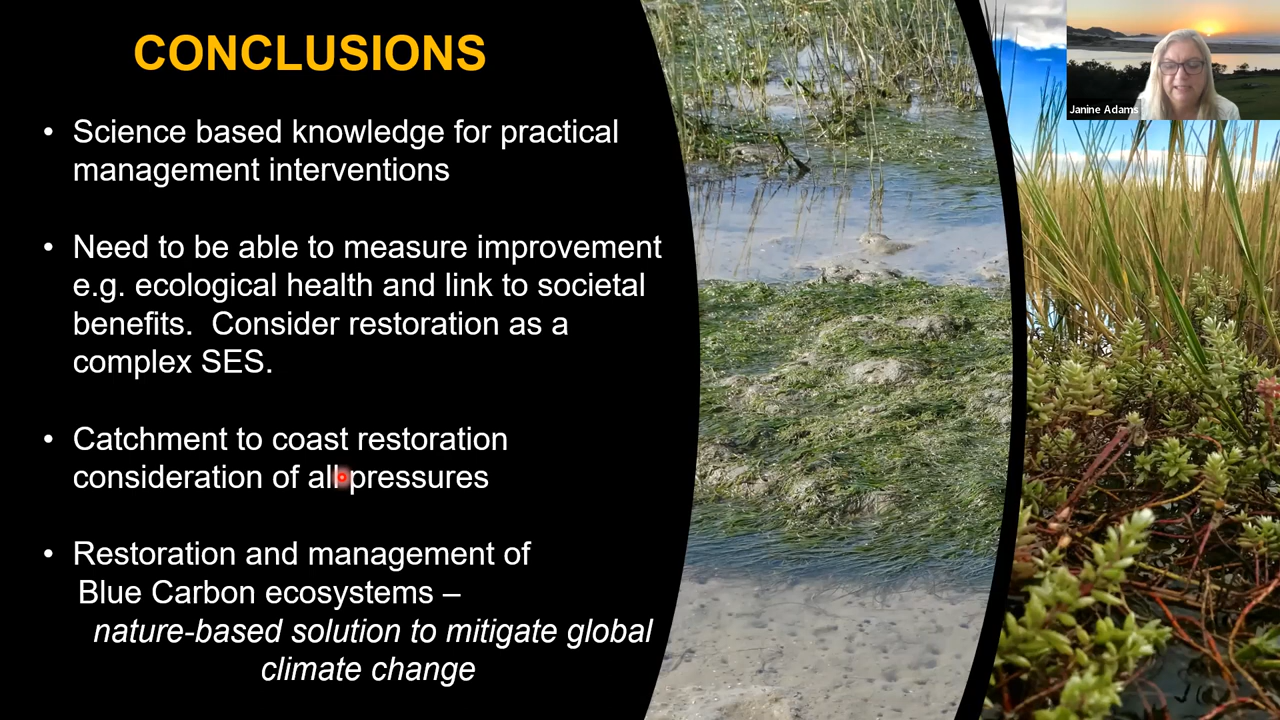 CONCLUSIONS
• Science based knowledge for practical
management interventions
• Need to be able to measure improvement
e.g. ecological health and link to societal
benefits.  Consider restoration as a
complex SES.
• Catchment to coast restoration
consideration of all pressures
• Restoration and management of
Blue Carbon ecosystems –
nature-based solution to mitigate global
climate change
Janine Adams